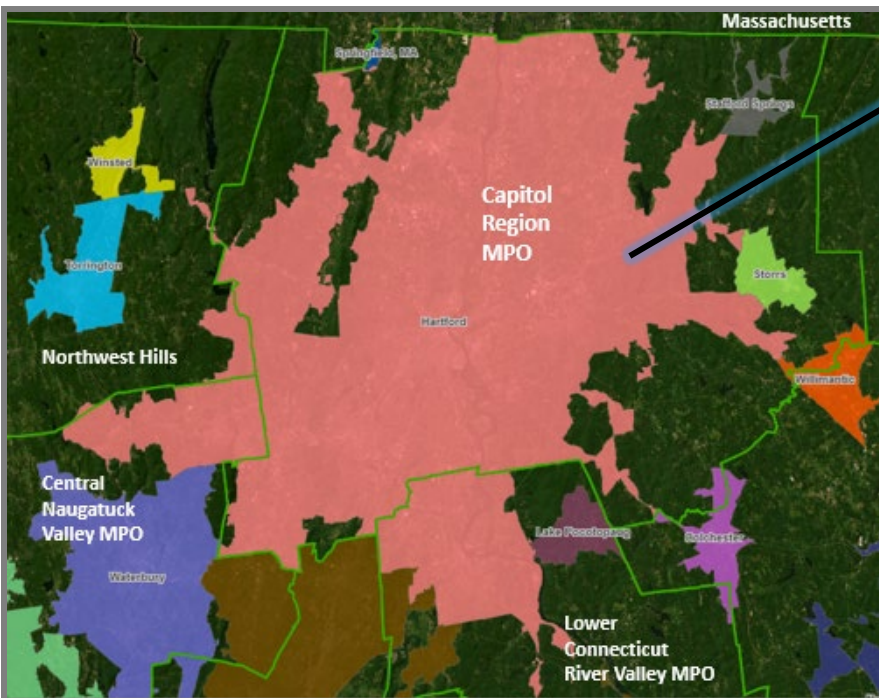 Massachusetts
Springfield, MA
Stafford Springs
Winsted
Capitol
Region
MPO
Torrington
Storrs
Hartford
Northwest Hills
Willimantic
Central
Naugatuck
Valley MPO
Lake Pocotopaug
Colchester
Waterbury
Lower
Connecticut
River Valley MPO